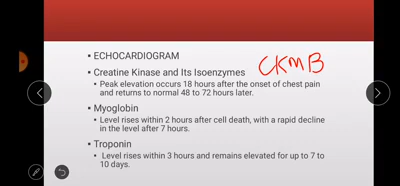 ECHOCARDIOGRAM
CKMB
Creatine Kinase and Its Isoenzymes
Peak elevation occurs 18 hours after the onset of chest pain
and returns to normal 48 to 72 hours later.
Myoglobin
Level rises within 2 hours after cell death, with a rapid decline
in the level after 7 hours.
Troponin
Level rises within 3 hours and remains elevated for up to 7 to
10 days.